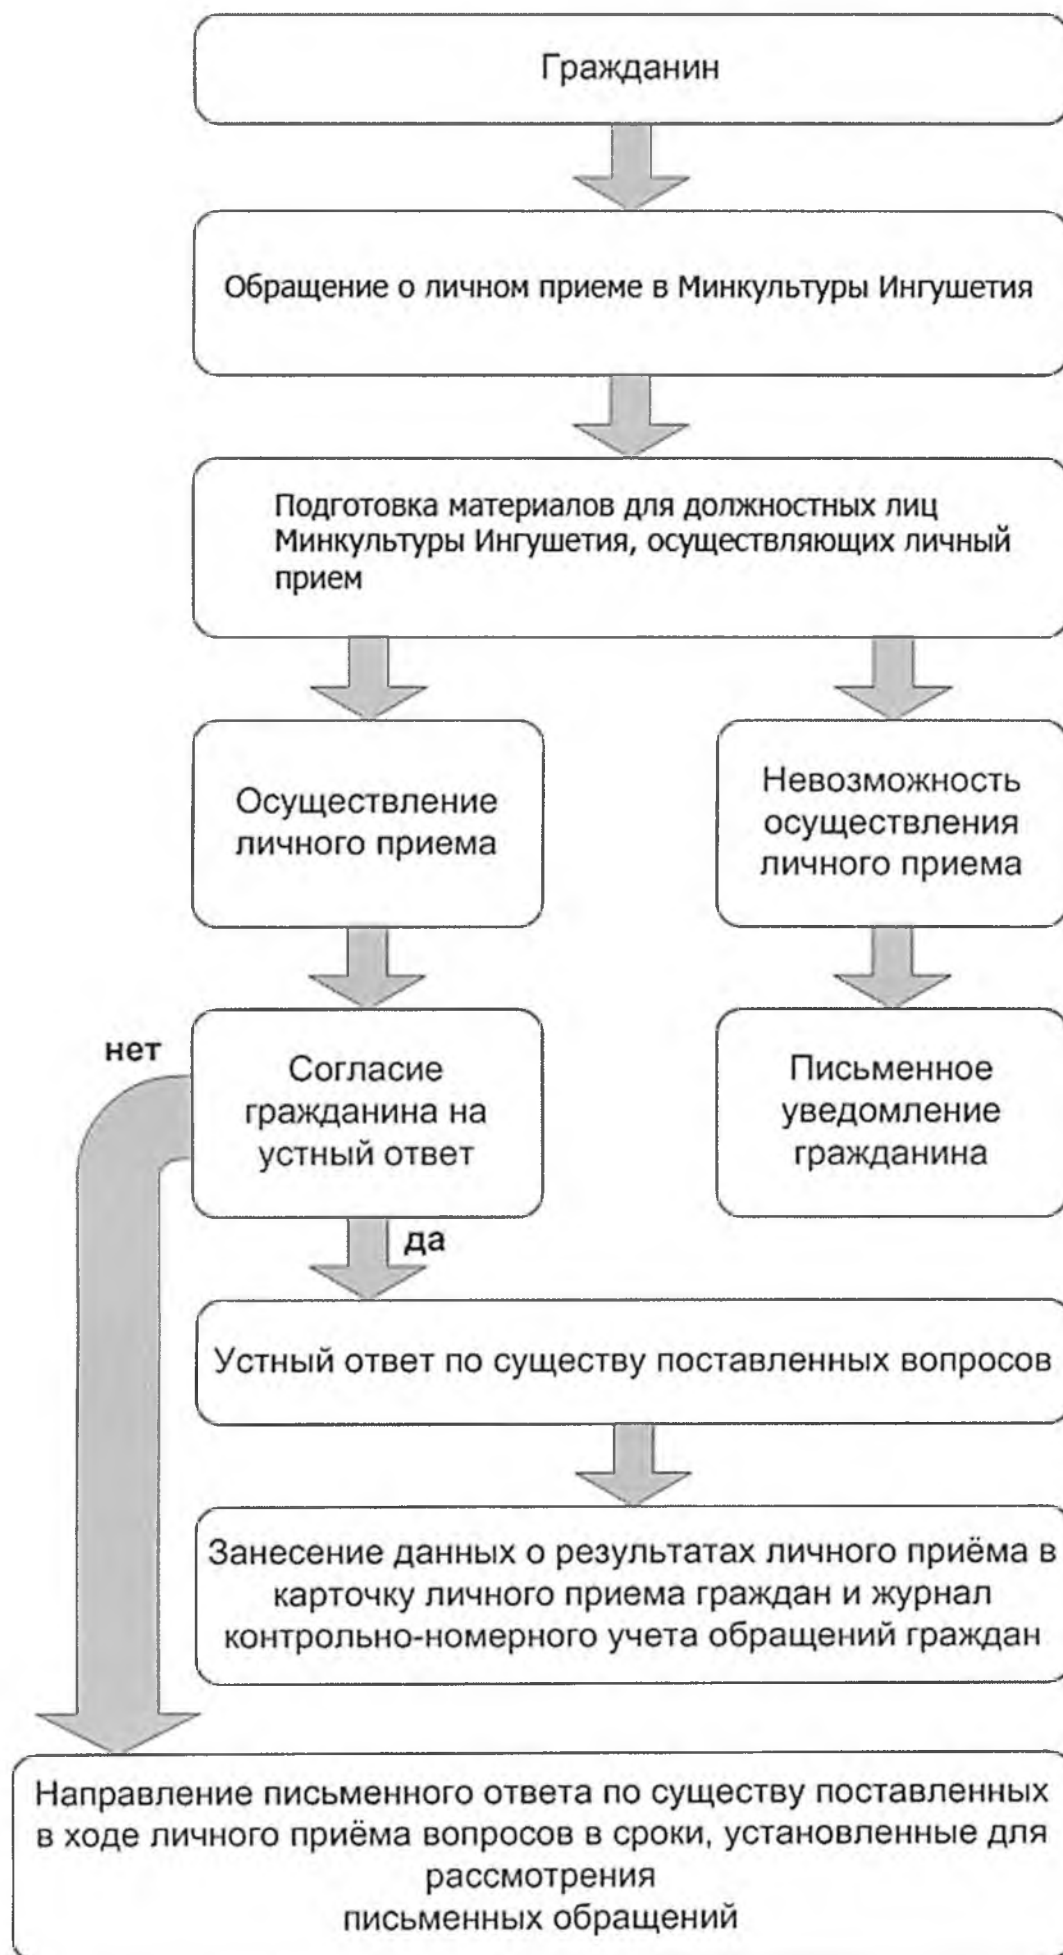 Гражданин
Обращение о личном приеме в Минкультуры Ингушетия
Подготовка материалов для должностных лиц
Минкультуры Ингушетия, осуществляющих личный
прием
Осуществление
личного приема
Невозможность
осуществления
личного приема
нет
Согласие
гражданина на
устный ответ
Письменное
уведомление
гражданина
да
Устный ответ по существу поставленных вопросов
Занесение данных о результатах личного приёма в
карточку личного приема граждан и журнал
контрольно-номерного учета обращений граждан
Направление письменного ответа по существу поставленных
в ходе личного приёма вопросов в сроки, установленные для
рассмотрения
письменных обращений